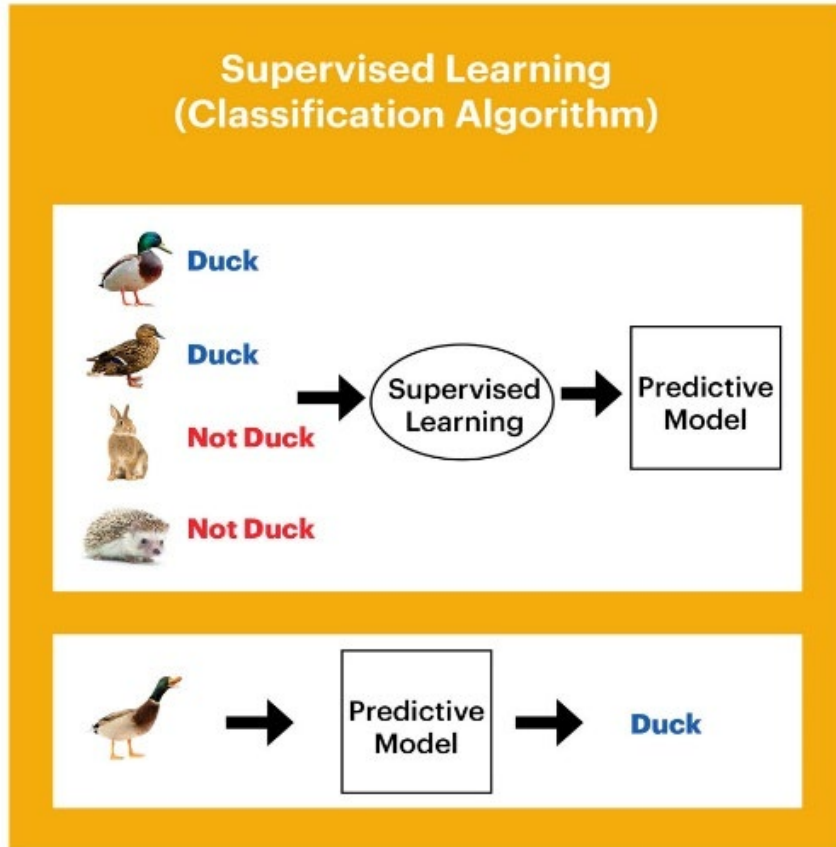 Supervised Learning
(Classification Algorithm)
Duck
Duck
Not Duck
Not Duck
Supervised
Learning
Predictive
Model
Predictive
Model
Duck